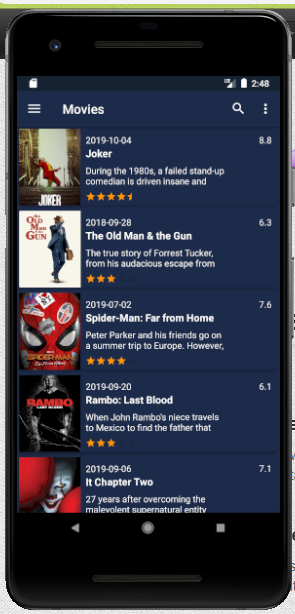 2:48
Movies
2019-10-04 8.8
Joker
During the 1980s, a failed stand-up
comedian is driven insane and
JOKER
2018-09-28 6.3
The Old Man & the Gun
The true story of Forrest Tucker,
from his audacious escape from
The
OLD
MAN
& the
GUN
2019-07-02 7.6
Spider-Man: Far from Home
Peter Parker and his friends go on
a summer trip to Europe. However,
SPIDER-MAN
2019-09-20 6.1
Rambo: Last Blood
When John Rambo's niece travels
to Mexico to find the father that
RAMBO
LAST BLOOD
2019-09-06 7.1
It Chapter Two
27 years after overcoming the
malevolent supernatural entity